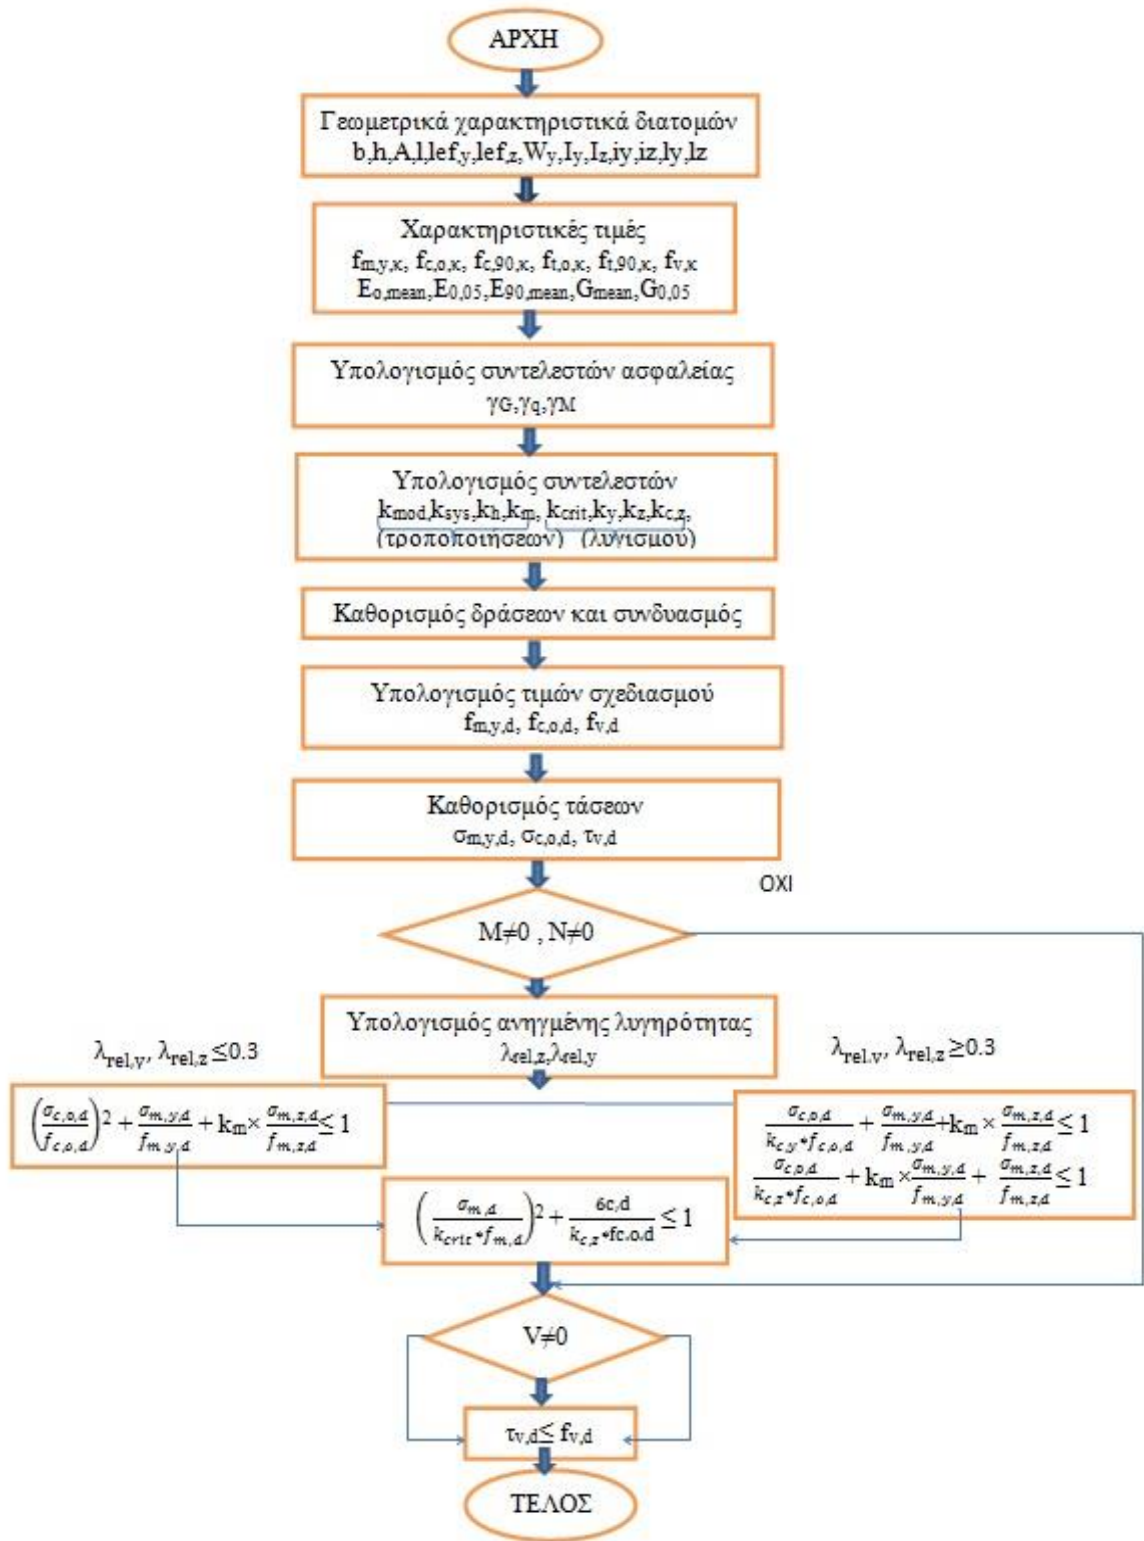 ΑΡΧΗ
Γεωμετρικά χαρακτηριστικά διατομών
b,h,A,l,lef,y,lef,z,Wy,Iy,Iz,iy,iz,ly,lz
Χαρακτηριστικές τιμές
fm,y,κ, fc,o,κ, fc,90,κ, ft,o,κ, ft,90,κ, fv,κ
Eo,mean,E0,05,E90,mean,Gmean,G0,05
Υπολογισμός συντελεστών ασφαλείας
γG,γq,γM
Υπολογισμός συντελεστών
kmod,ksys,kh,km, kcrit,ky,kz,kc,z,
(τροποποιήσεων) (λυγισμού)
Καθορισμός δράσεων και συνδυασμός
Υπολογισμός τιμών σχεδιασμού
fm,y,d, fc,o,d, fv,d
Καθορισμός τάσεων
σm,y,d, σc,o,d, τv,d
ΟΧΙ
M≠0 , N≠0
Υπολογισμός ανηγμένης λυγηρότητας
λrel,z,λrel,y
λrel,y, λrel,z ≤0.3
λrel,y, λrel,z ≥0.3
(σc,o,d/fc,o,d)² + σm,y,d/fm,y,d + km× σm,z,d/fm,z,d ≤ 1
σc,o,d/kc,y*fc,o,d + σm,y,d/fm,y,d +km × σm,z,d/fm,z,d ≤ 1
σc,o,d/kc,z*fc,o,d + km × σm,y,d/fm,y,d + σm,z,d/fm,z,d ≤ 1
(σm,d/kcrit*fm,d)² + 6c,d/kc,z*fc.o.d ≤ 1
V≠0
τv,d≤ fv,d
ΤΕΛΟΣ